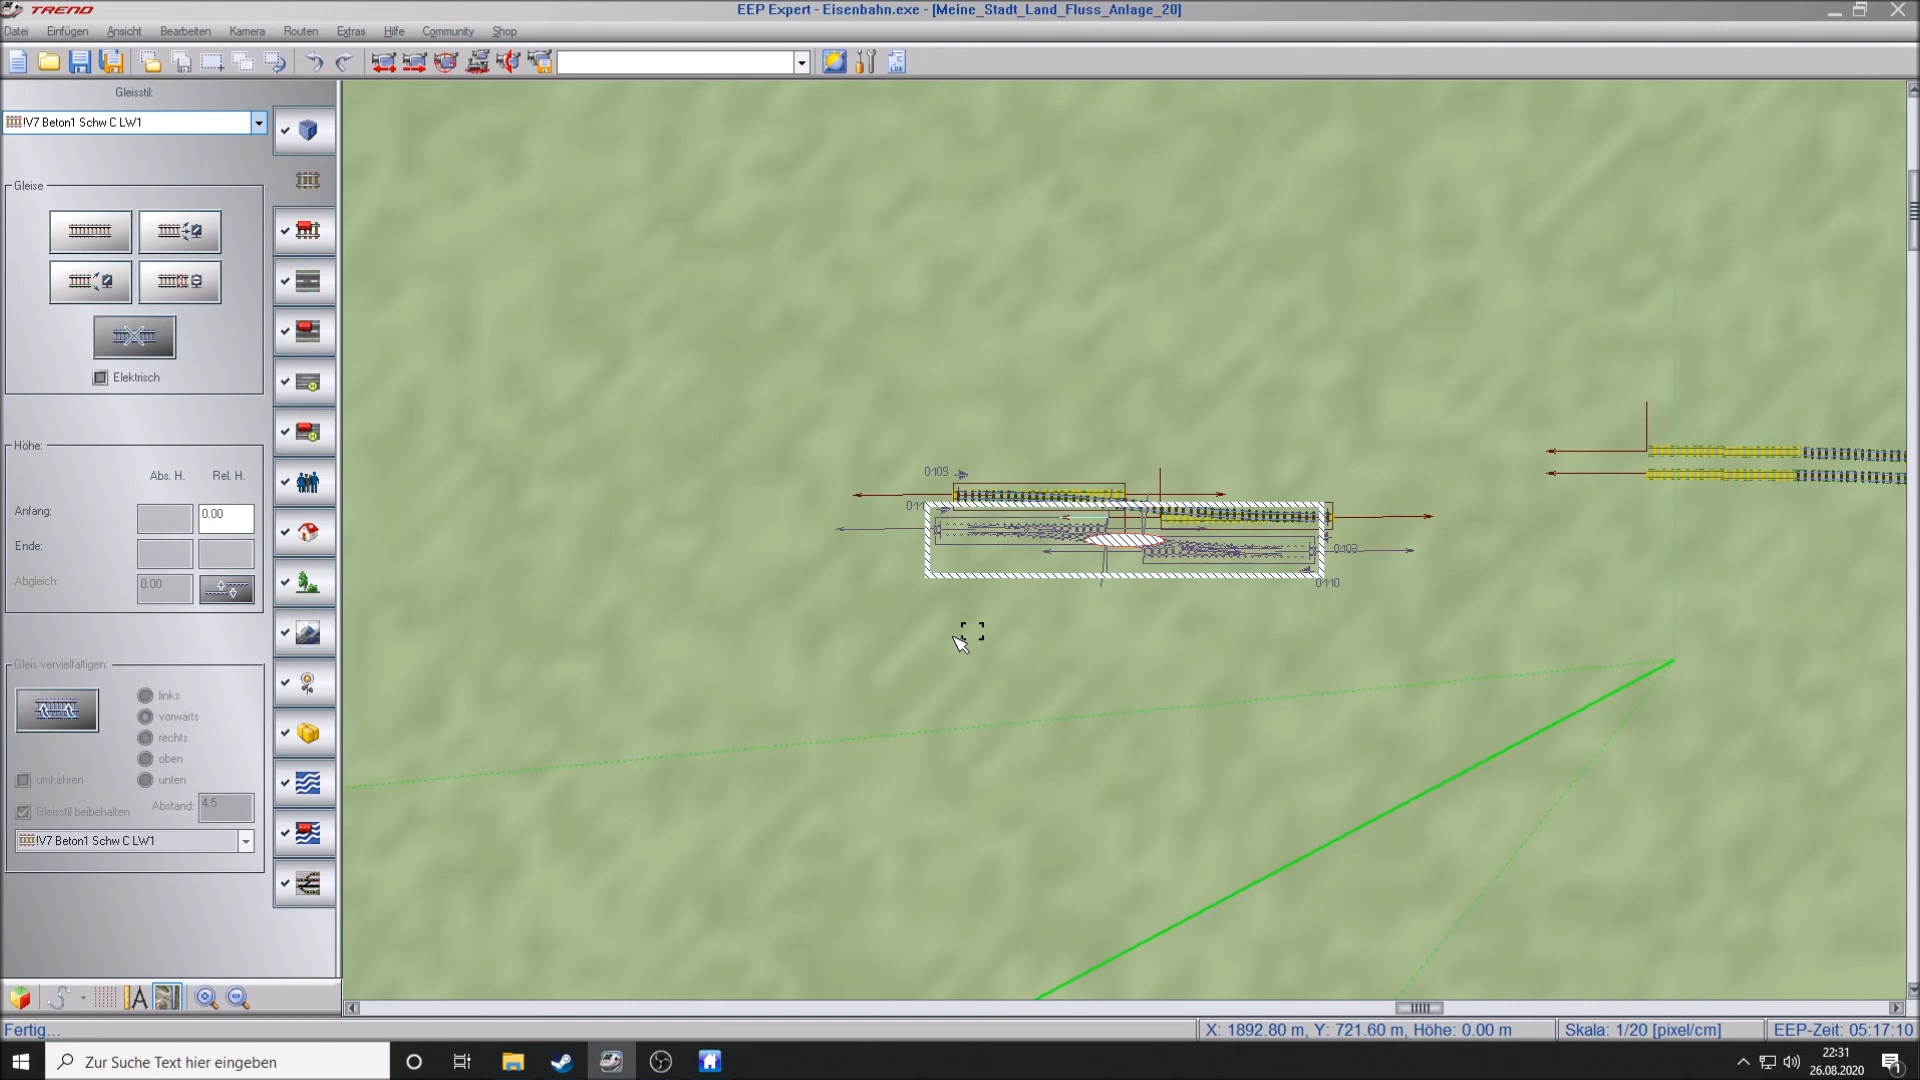 TREND
EEP Expert - Eisenbahn.exe - [Meine_Stadt_Land_Fluss_Anlage_20]
Datei Einfügen Ansicht Bearbeiten Kamera Routen Extras Hilfe Community Shop
Gleisstil:
!V7 Beton1 Schw C LW1
Gleise
Elektrisch
Höhe:
Abs. H. Rel. H.
Anfang: 0.00
Ende:
Abgleich: 0.00
Gleis vervielfältigen:
links
vorwärts
rechts
oben
umkehren unten
Gleisstil beibehalten Abstand: 4.5
!V7 Beton1 Schw C LW1
0109
0108
0110
Fertig...
X: 1892.80 m, Y: 721.60 m, Höhe: 0.00 m
Skala: 1/20 [pixel/cm]
EEP-Zeit: 05:17:10
Zur Suche Text hier eingeben
22:31
26.08.2020
1